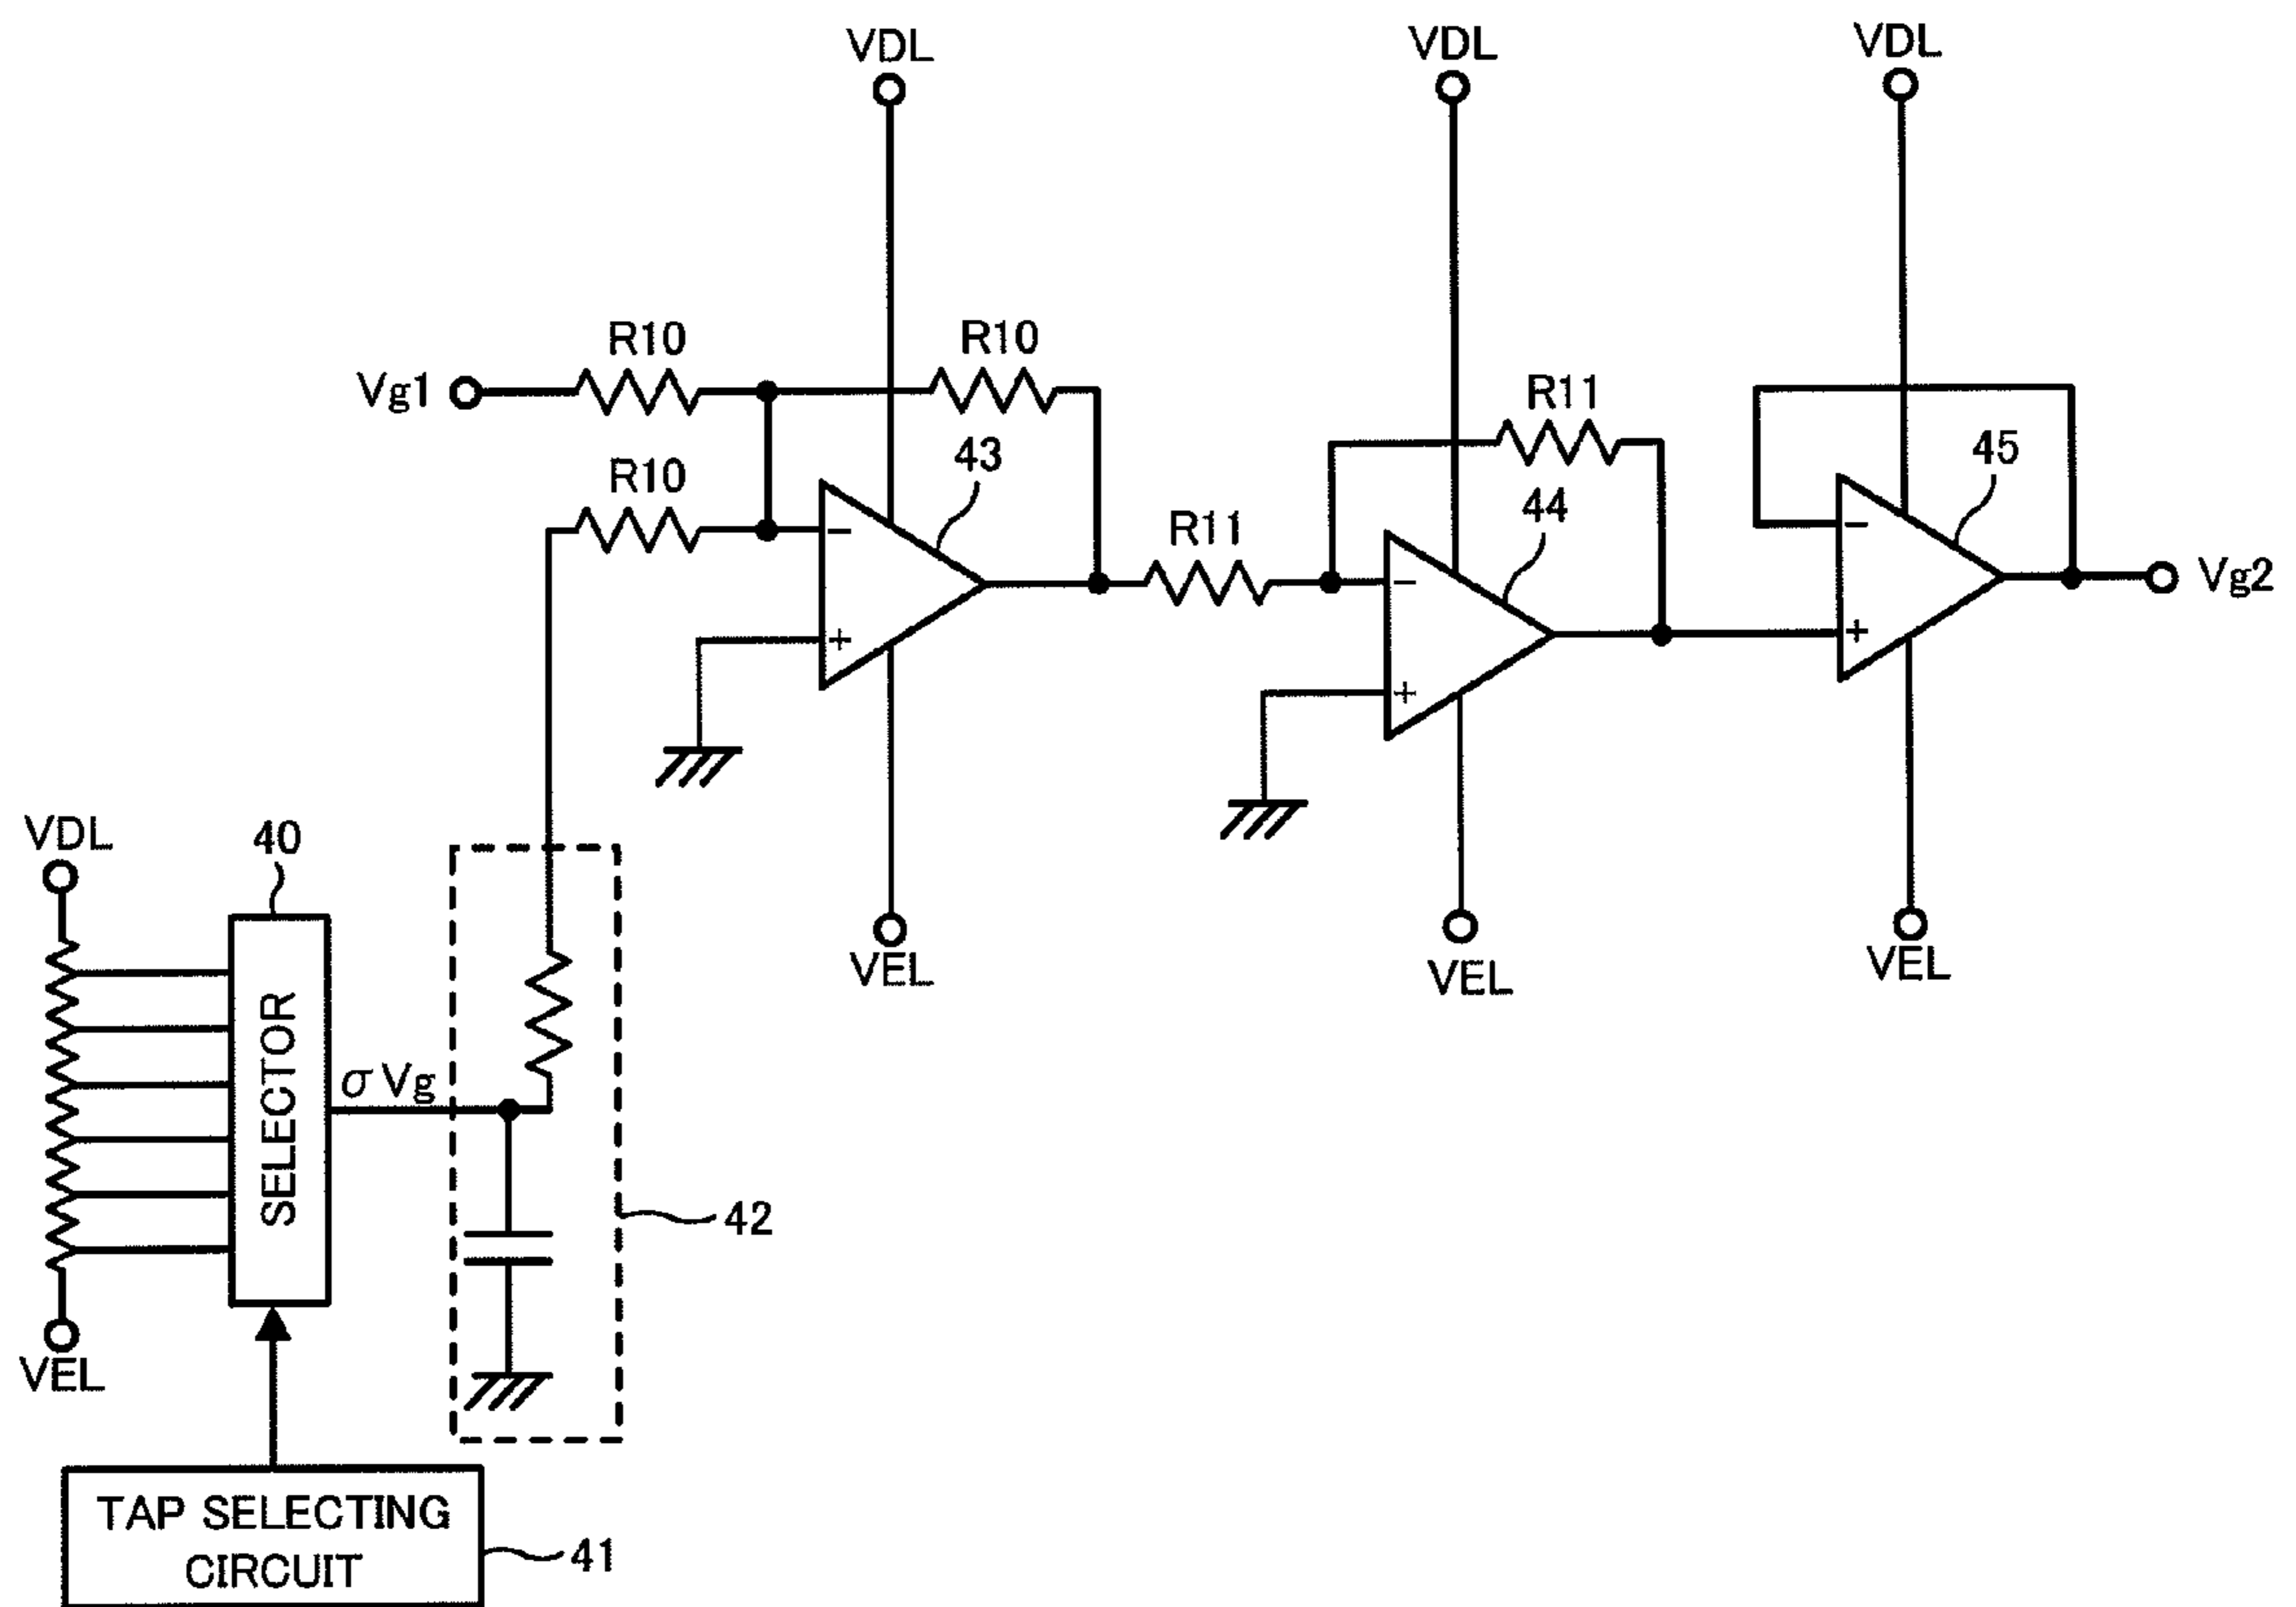 VDL
VDL
VDL
R10
R10
Vg1
R11
43
45
R10
44
R11
−
−
−
Vg2
+
+
+
VDL
40
VEL
VEL
VEL
SELECTOR
σVg
42
VEL
TAP SELECTING
CIRCUIT
41